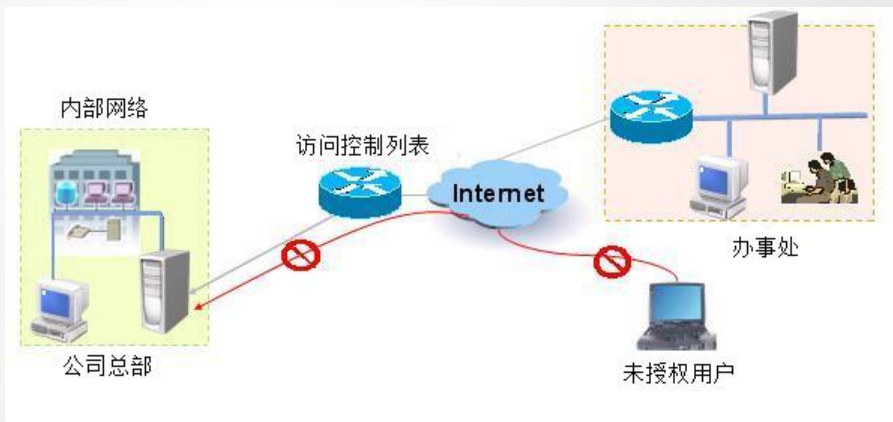 内部网络
访问控制列表
Internet
办事处
公司总部
未授权用户